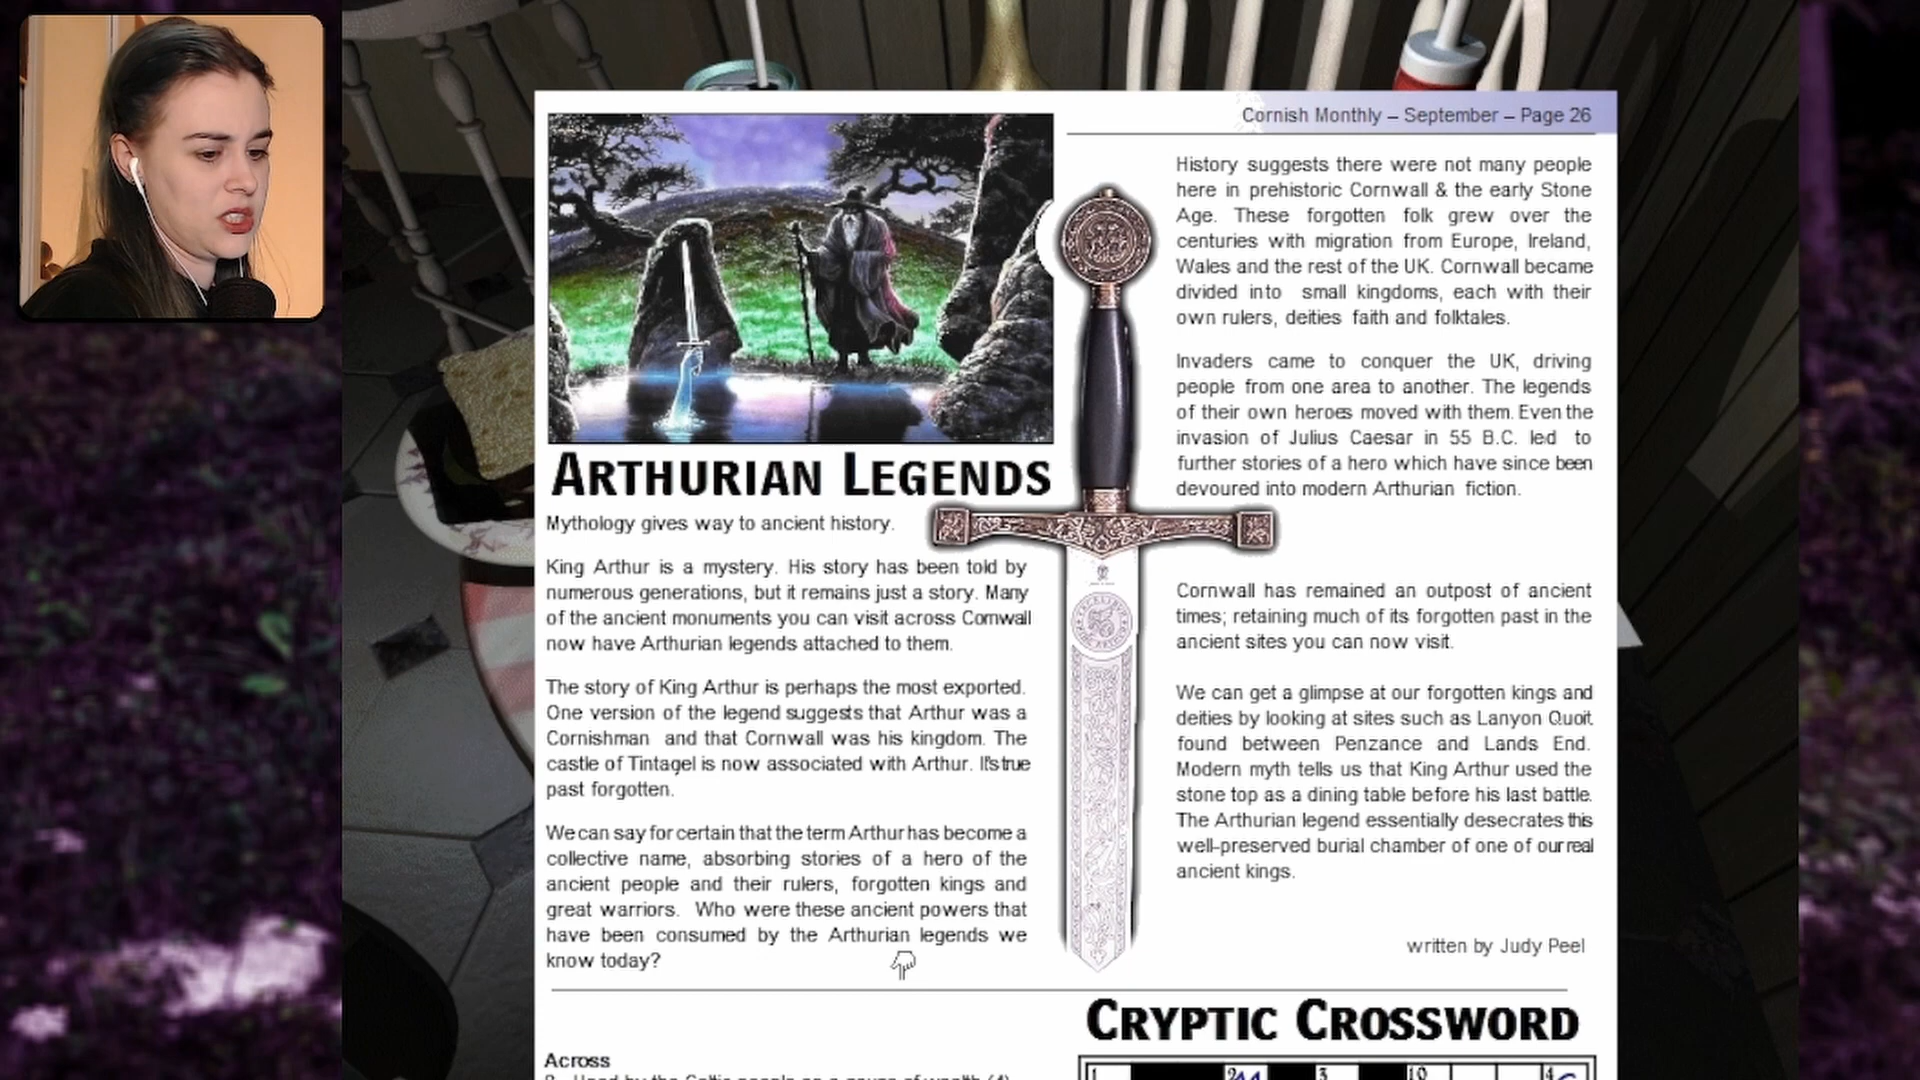 Cornish Monthly – September – Page 26
ARTHURIAN LEGENDS
Mythology gives way to ancient history.
King Arthur is a mystery. His story has been told by
numerous generations, but it remains just a story. Many
of the ancient monuments you can visit across Cornwall
now have Arthurian legends attached to them.
The story of King Arthur is perhaps the most exported.
One version of the legend suggests that Arthur was a
Cornishman and that Cornwall was his kingdom. The
castle of Tintagel is now associated with Arthur. It's true
past forgotten.
We can say for certain that the term Arthur has become a
collective name, absorbing stories of a hero of the
ancient people and their rulers, forgotten kings and
great warriors. Who were these ancient powers that
have been consumed by the Arthurian legends we
know today?
History suggests there were not many people
here in prehistoric Cornwall & the early Stone
Age. These forgotten folk grew over the
centuries with migration from Europe, Ireland,
Wales and the rest of the UK. Cornwall became
divided into small kingdoms, each with their
own rulers, deities faith and folktales.
Invaders came to conquer the UK, driving
people from one area to another. The legends
of their own heroes moved with them. Even the
invasion of Julius Caesar in 55 B.C. led to
further stories of a hero which have since been
devoured into modern Arthurian fiction.
Cornwall has remained an outpost of ancient
times; retaining much of its forgotten past in the
ancient sites you can now visit.
We can get a glimpse at our forgotten kings and
deities by looking at sites such as Lanyon Quoit
found between Penzance and Lands End.
Modern myth tells us that King Arthur used the
stone top as a dining table before his last battle.
The Arthurian legend essentially desecrates this
well-preserved burial chamber of one of our real
ancient kings.
written by Judy Peel
CRYPTIC CROSSWORD
Across
1 2 3 10 4